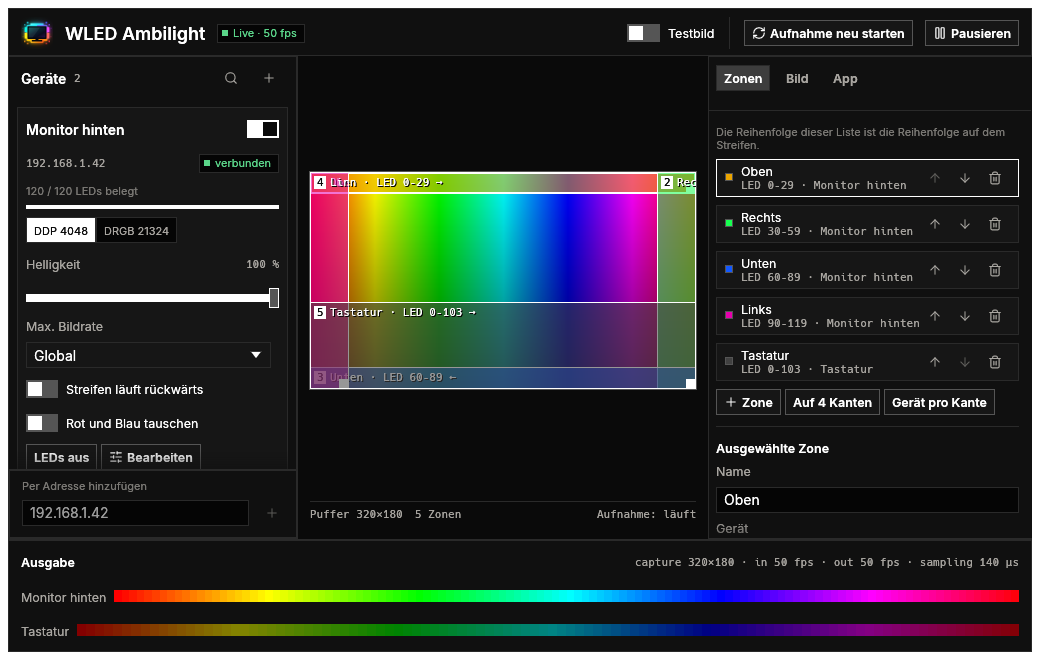 WLED Ambilight
Live · 50 fps
Testbild
Aufnahme neu starten
Pausieren
Geräte 2
Monitor hinten
192.168.1.42
verbunden
120 / 120 LEDs belegt
DDP 4048
DRGB 21324
Helligkeit
100 %
Max. Bildrate
Global
Streifen läuft rückwärts
Rot und Blau tauschen
LEDs aus
Bearbeiten
Per Adresse hinzufügen
192.168.1.42
4
· LED 0-29 →
2 Rec
5 Tastatur · LED 0-103 →
3 Unten · LED 60-89 ←
Puffer 320×180 5 Zonen
Aufnahme: läuft
Zonen
Bild
App
Die Reihenfolge dieser Liste ist die Reihenfolge auf dem
Streifen.
Oben
LED 0-29 · Monitor hinten
Rechts
LED 30-59 · Monitor hinten
Unten
LED 60-89 · Monitor hinten
Links
LED 90-119 · Monitor hinten
Tastatur
LED 0-103 · Tastatur
+ Zone
Auf 4 Kanten
Gerät pro Kante
Ausgewählte Zone
Name
Oben
Gerät
Ausgabe
capture 320×180 · in 50 fps · out 50 fps · sampling 140 µs
Monitor hinten
Tastatur